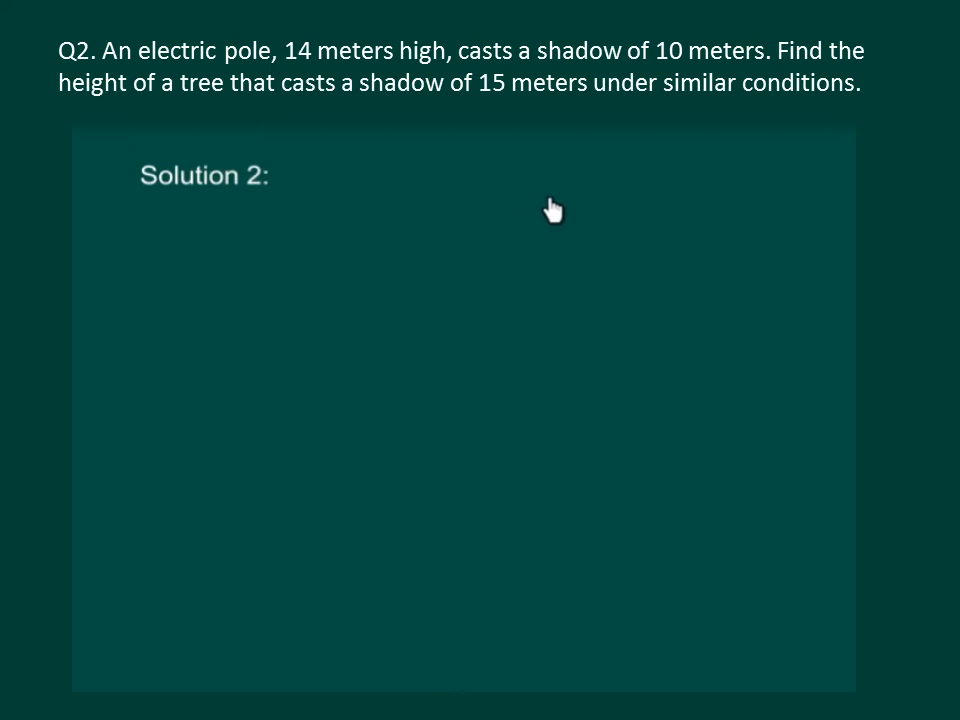 Q2. An electric pole, 14 meters high, casts a shadow of 10 meters. Find the
height of a tree that casts a shadow of 15 meters under similar conditions.
Solution 2: